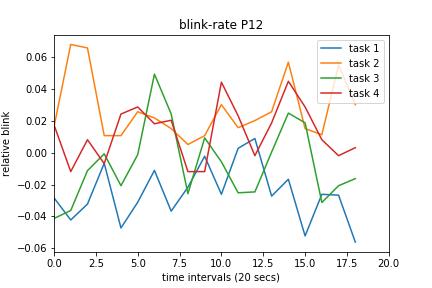 blink-rate P12
relative blink
0.06
0.04
0.02
0.00
−0.02
−0.04
−0.06
0.0 2.5 5.0 7.5 10.0 12.5 15.0 17.5 20.0
time intervals (20 secs)
task 1
task 2
task 3
task 4